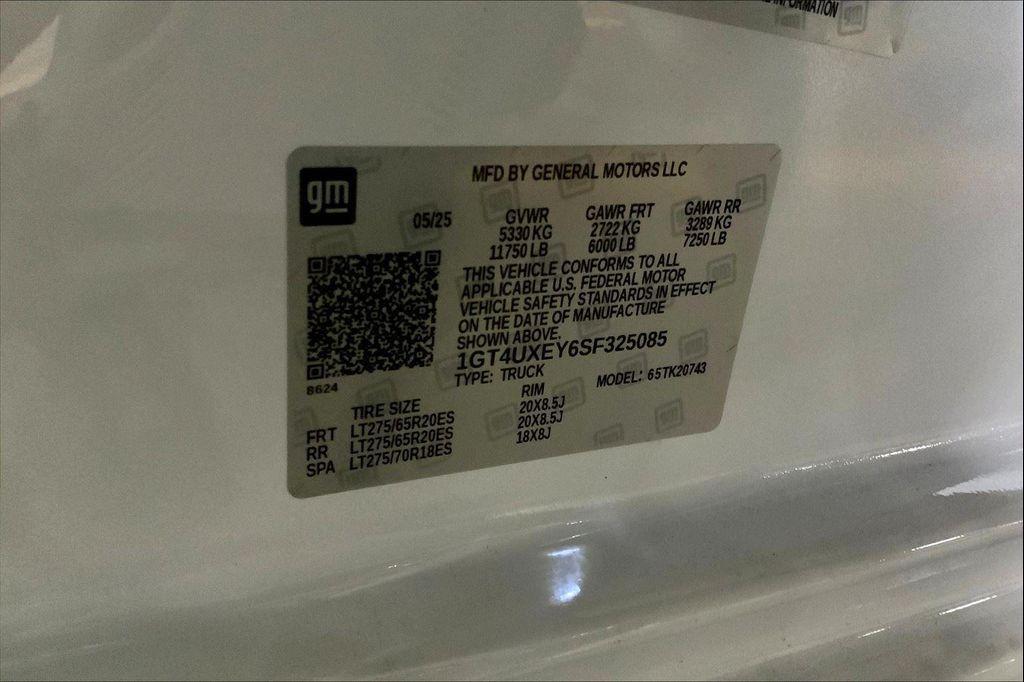 INFORMATION
gm
MFD BY GENERAL MOTORS LLC
05/25 GVWR GAWR FRT GAWR RR
5330 KG 2722 KG 3289 KG
11750 LB 6000 LB 7250 LB
THIS VEHICLE CONFORMS TO ALL
APPLICABLE U.S. FEDERAL MOTOR
VEHICLE SAFETY STANDARDS IN EFFECT
ON THE DATE OF MANUFACTURE
SHOWN ABOVE.
1GT4UXEY6SF325085
8624
TYPE: TRUCK MODEL: 65TK20743
TIRE SIZE RIM
FRT LT275/65R20ES 20X8.5J
RR LT275/65R20ES 20X8.5J
SPA LT275/70R18ES 18X8J